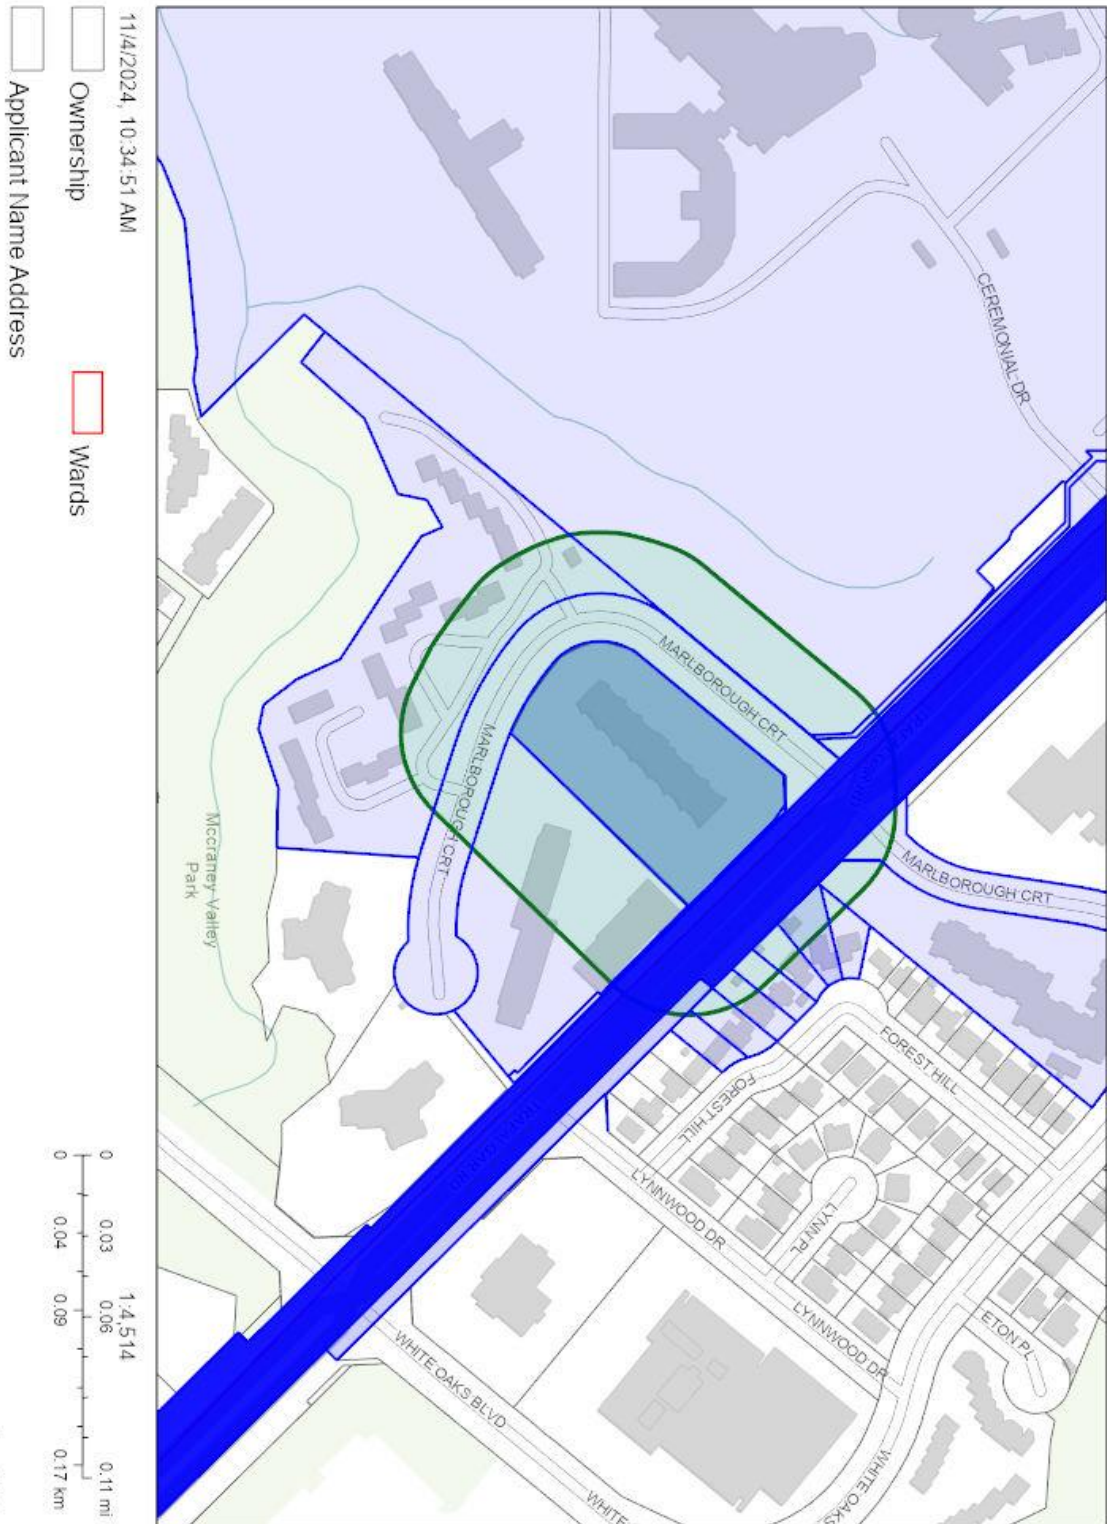 CEREMONIAL DR
MARLBOROUGH CRT
MARLBOROUGH CRT
MARLBOROUGH CRT
FOREST HILL
FOREST HILL
LYNN PL
LYNNWOOD DR
LYNNWOOD DR
ETON PL
WHITE OAKS
WHITE OAKS BLVD
WHITE
TRAFALGAR RD
Mccraney Valley
Park
11/4/2024, 10:34:51 AM
Ownership
Wards
Applicant Name Address
1:4,514
0 0.03 0.06 0.11 mi
0 0.04 0.09 0.17 km